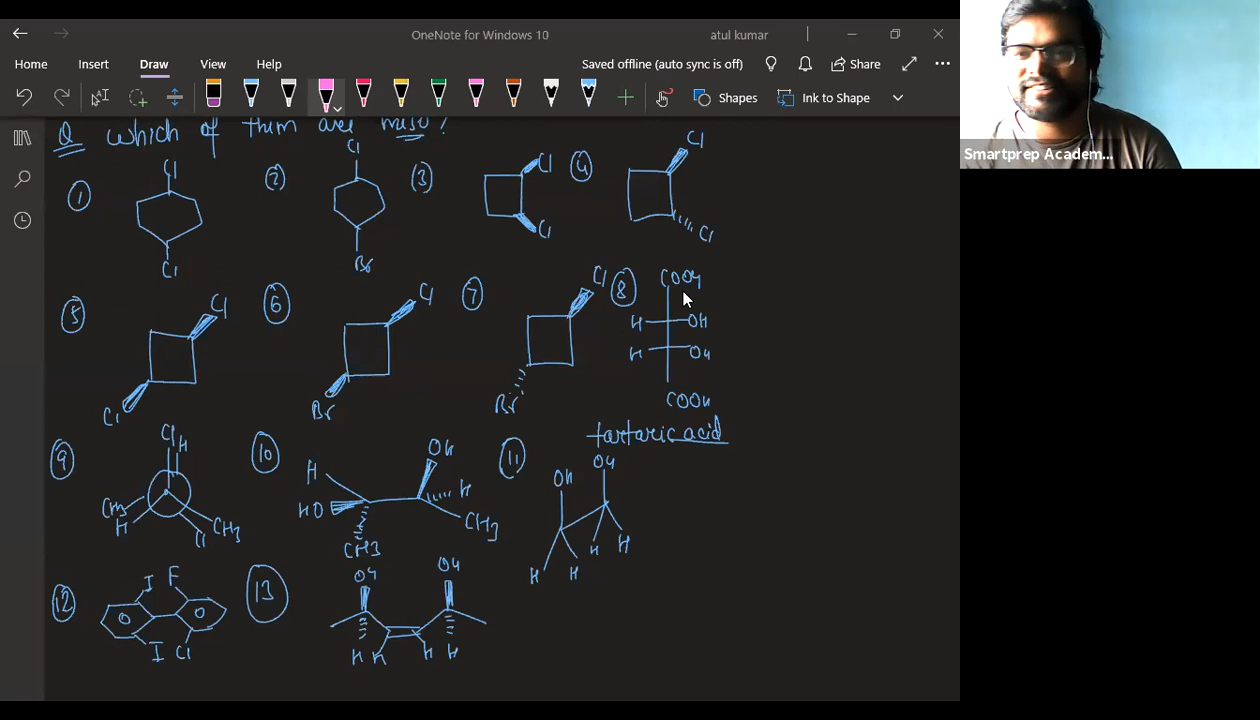 OneNote for Windows 10
atul kumar
Home Insert Draw View Help
Saved offline (auto sync is off)
Share
Shapes
Ink to Shape
Smartprep Academ...
Q which of them are meso?
① Cl Cl
② Cl Br
③ Cl Cl
④ Cl Cl
⑤ Cl Cl
⑥ Cl Br
⑦ Cl Br
⑧ COOH
H OH
H OH
COOH
tartaric acid
⑨ Cl H
CH3 H
Cl CH3
⑩ H OH
HO H
CH3 CH3
⑪ OH OH
H H H H
⑫ I F
I Cl
⑬ OH OH
H H H H